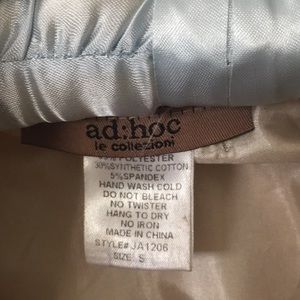 ad:hoc
le collezioni
POLYESTER
30%SYNTHETIC COTTON
5%SPANDEX
HAND WASH COLD
DO NOT BLEACH
NO TWISTER
HANG TO DRY
NO IRON
MADE IN CHINA
STYLE# JA1206
SIZE S